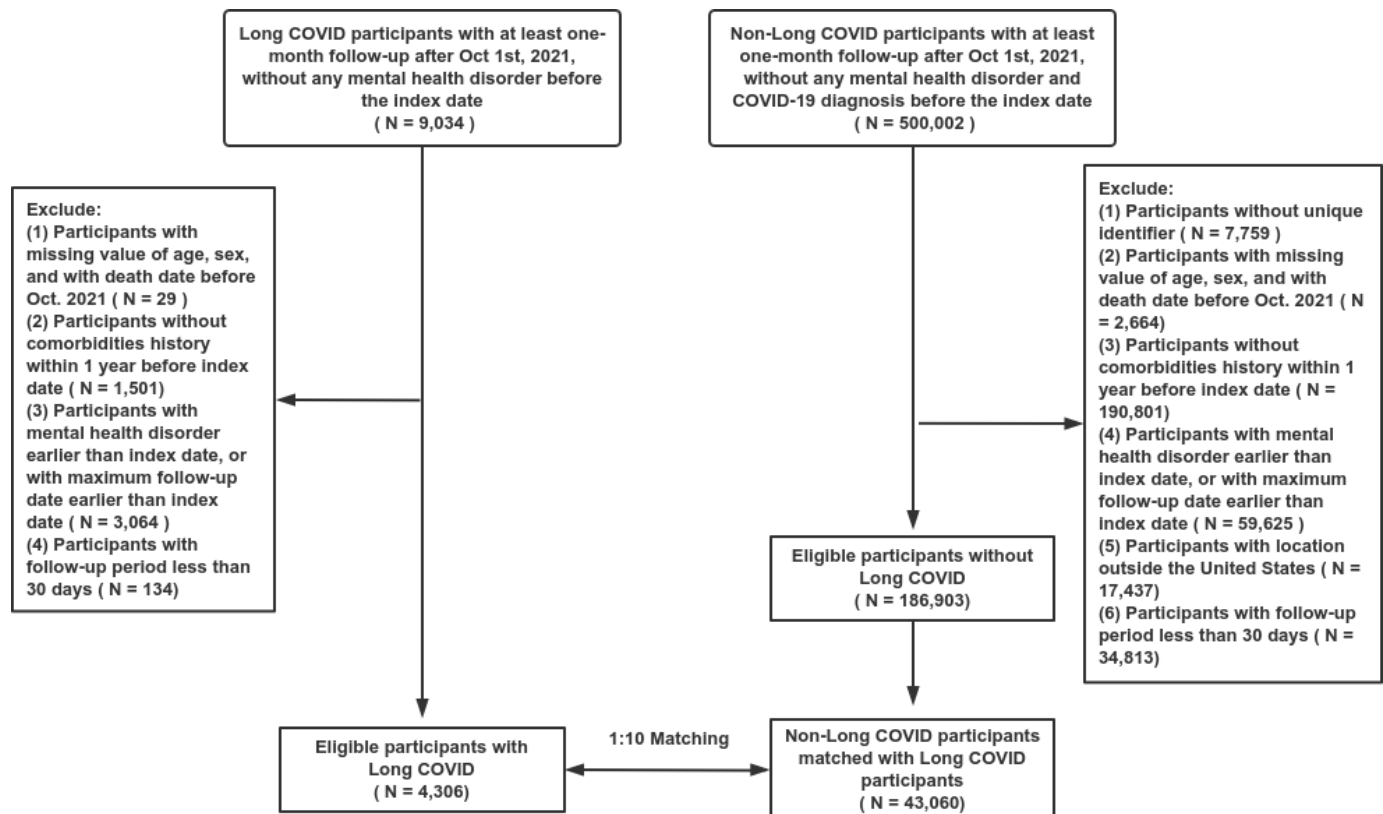 Long COVID participants with at least one-
month follow-up after Oct 1st, 2021,
without any mental health disorder before
the index date
( N = 9,034 )
Non-Long COVID participants with at least
one-month follow-up after Oct 1st, 2021,
without any mental health disorder and
COVID-19 diagnosis before the index date
( N = 500,002 )
Exclude:
(1) Participants with
missing value of age, sex,
and with death date before
Oct. 2021 ( N = 29 )
(2) Participants without
comorbidities history
within 1 year before index
date ( N = 1,501)
(3) Participants with
mental health disorder
earlier than index date, or
with maximum follow-up
date earlier than index
date ( N = 3,064 )
(4) Participants with
follow-up period less than
30 days ( N = 134)
Exclude:
(1) Participants without unique
identifier ( N = 7,759 )
(2) Participants with missing
value of age, sex, and with
death date before Oct. 2021 ( N
= 2,664)
(3) Participants without
comorbidities history within 1
year before index date ( N =
190,801)
(4) Participants with mental
health disorder earlier than
index date, or with maximum
follow-up date earlier than
index date ( N = 59,625 )
(5) Participants with location
outside the United States ( N =
17,437)
(6) Participants with follow-up
period less than 30 days ( N =
34,813)
Eligible participants without
Long COVID
( N = 186,903)
Eligible participants with
Long COVID
( N = 4,306)
1:10 Matching
Non-Long COVID participants
matched with Long COVID
participants
( N = 43,060)